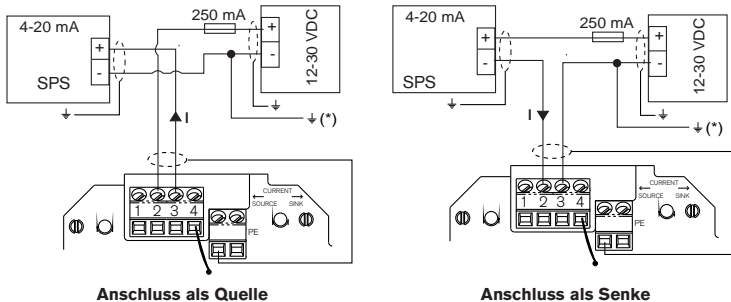 250 mA
4-20 mA
+
-
SPS
+
-
12-30 VDC
(*)
I
1 2 3 4
CURRENT
SOURCE SINK
PE
Anschluss als Quelle
250 mA
4-20 mA
+
-
SPS
+
-
12-30 VDC
(*)
I
1 2 3 4
CURRENT
SOURCE SINK
PE
Anschluss als Senke